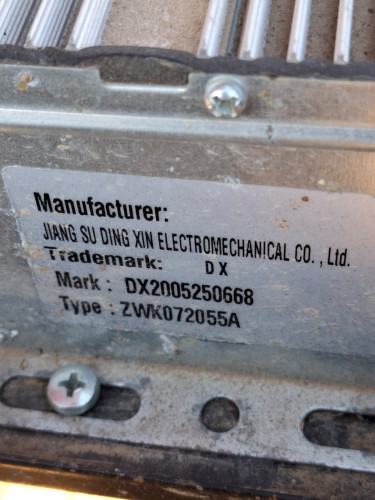 Manufacturer:
JIANG SU DING XIN ELECTROMECHANICAL CO. , Ltd.
Trademark: DX
Mark : DX2005250668
Type : ZWK072055A